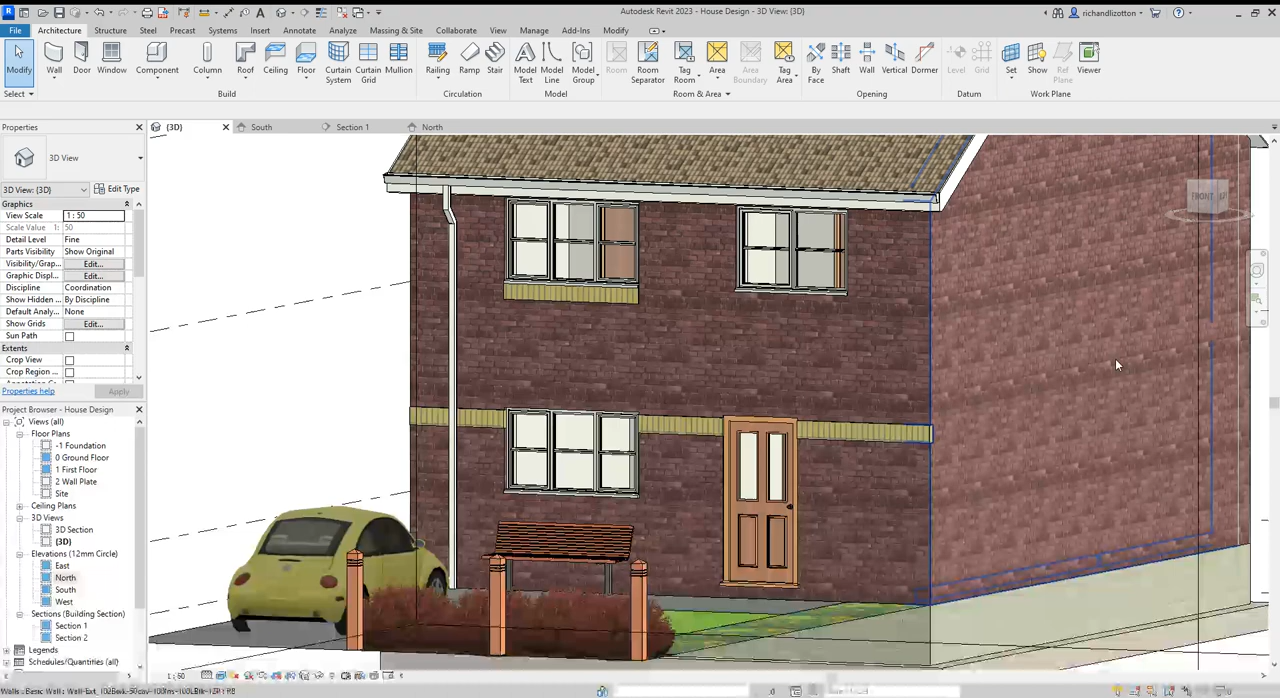 Autodesk Revit 2023 - House Design - 3D View: {3D}
richandlizotton
File Architecture Structure Steel Precast Systems Insert Annotate Analyze Massing & Site Collaborate View Manage Add-Ins Modify
Modify Wall Door Window Component Column Roof Ceiling Floor Curtain System Curtain Grid Mullion Railing Ramp Stair Model Text Model Line Model Group Room Room Separator Tag Room Area Area Boundary Tag Area By Face Shaft Wall Vertical Dormer Level Grid Set Show Ref Plane Viewer
Select Build Circulation Model Room & Area Opening Datum Work Plane
Properties
{3D} South Section 1 North
3D View
3D View: {3D} Edit Type
Graphics
View Scale 1 : 50
Scale Value 1: 50
Detail Level Fine
Parts Visibility Show Original
Visibility/Grap... Edit...
Graphic Displ... Edit...
Discipline Coordination
Show Hidden ... By Discipline
Default Analy... None
Show Grids Edit...
Sun Path
Extents
Crop View
Crop Region ...
Properties help Apply
Project Browser - House Design
Views (all)
Floor Plans
-1 Foundation
0 Ground Floor
1 First Floor
2 Wall Plate
Site
Ceiling Plans
3D Views
3D Section
{3D}
Elevations (12mm Circle)
East
North
South
West
Sections (Building Section)
Section 1
Section 2
Legends
Schedules/Quantities (all)
FRONT
1 : 50